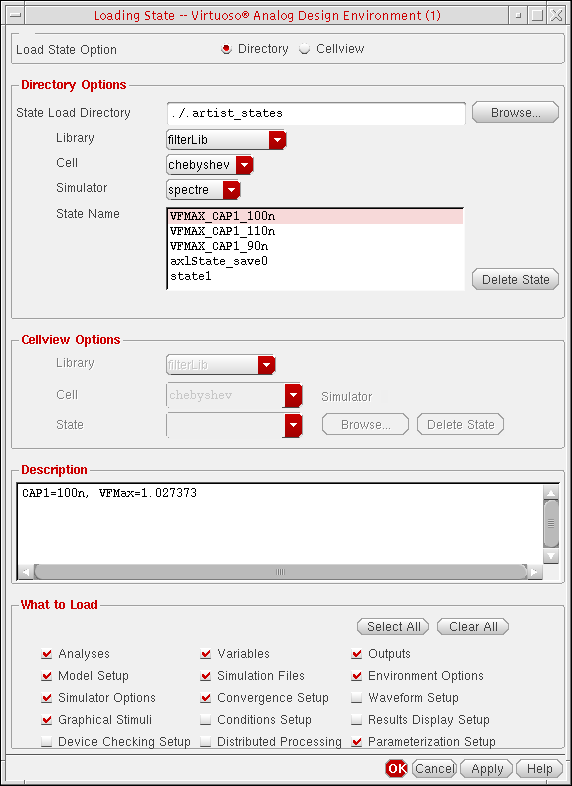 Loading State -- Virtuoso® Analog Design Environment (1)
Load State Option Directory Cellview
Directory Options
State Load Directory ./.artist_states Browse...
Library filterLib
Cell chebyshev
Simulator spectre
State Name VFMAX_CAP1_100n
VFMAX_CAP1_110n
VFMAX_CAP1_90n
axlState_save0
state1
Delete State
Cellview Options
Library filterLib
Cell chebyshev Simulator
State Browse... Delete State
Description
CAP1=100n, VFMax=1.027373
What to Load
Select All Clear All
Analyses Variables Outputs
Model Setup Simulation Files Environment Options
Simulator Options Convergence Setup Waveform Setup
Graphical Stimuli Conditions Setup Results Display Setup
Device Checking Setup Distributed Processing Parameterization Setup
OK Cancel Apply Help